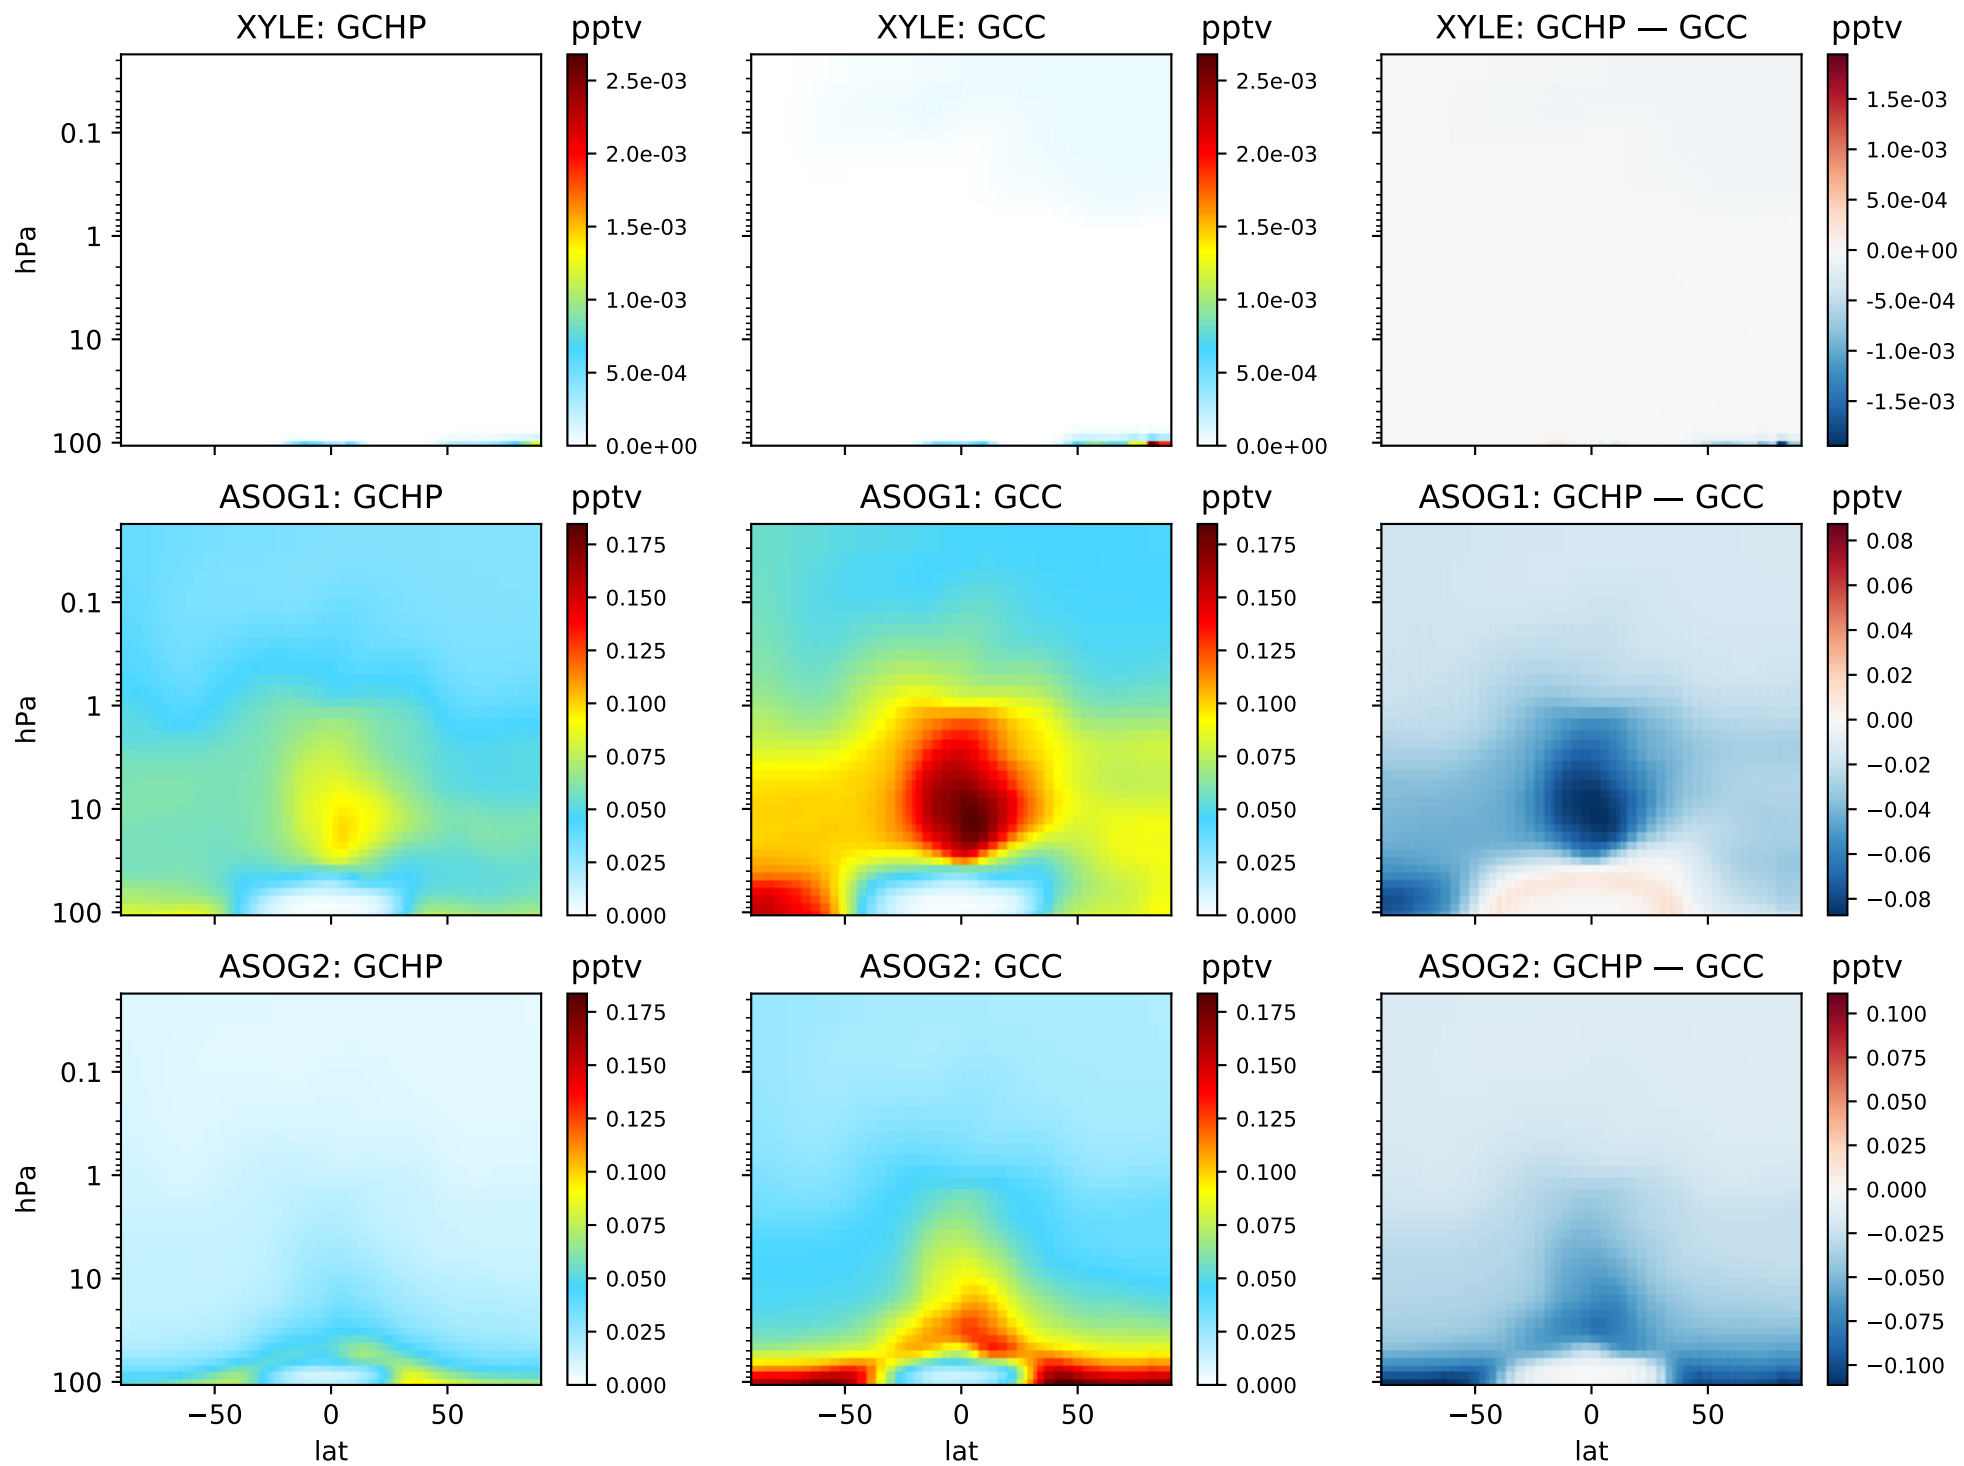 XYLE: GCHP pptv XYLE: GCC pptv XYLE: GCHP — GCC pptv
2.5e-03 2.5e-03 1.5e-03
0.1 2.0e-03 2.0e-03 1.0e-03
1.5e-03 1.5e-03 5.0e-04
hPa 1 0.0e+00
1.0e-03 1.0e-03 -5.0e-04
10 5.0e-04 5.0e-04 -1.0e-03
-1.5e-03
100 0.0e+00 0.0e+00
ASOG1: GCHP pptv ASOG1: GCC pptv ASOG1: GCHP — GCC pptv
0.175 0.175 0.08
0.1 0.150 0.150 0.06
0.125 0.125 0.04
0.02
hPa 1 0.100 0.100 0.00
0.075 0.075 −0.02
10 0.050 0.050 −0.04
0.025 0.025 −0.06
−0.08
100 0.000 0.000
ASOG2: GCHP pptv ASOG2: GCC pptv ASOG2: GCHP — GCC pptv
0.175 0.175 0.100
0.1 0.150 0.150 0.075
0.125 0.125 0.050
0.025
hPa 1 0.100 0.100 0.000
0.075 0.075 −0.025
10 0.050 0.050 −0.050
0.025 0.025 −0.075
−0.100
100 0.000 0.000
−50 0 50 −50 0 50 −50 0 50
lat lat lat